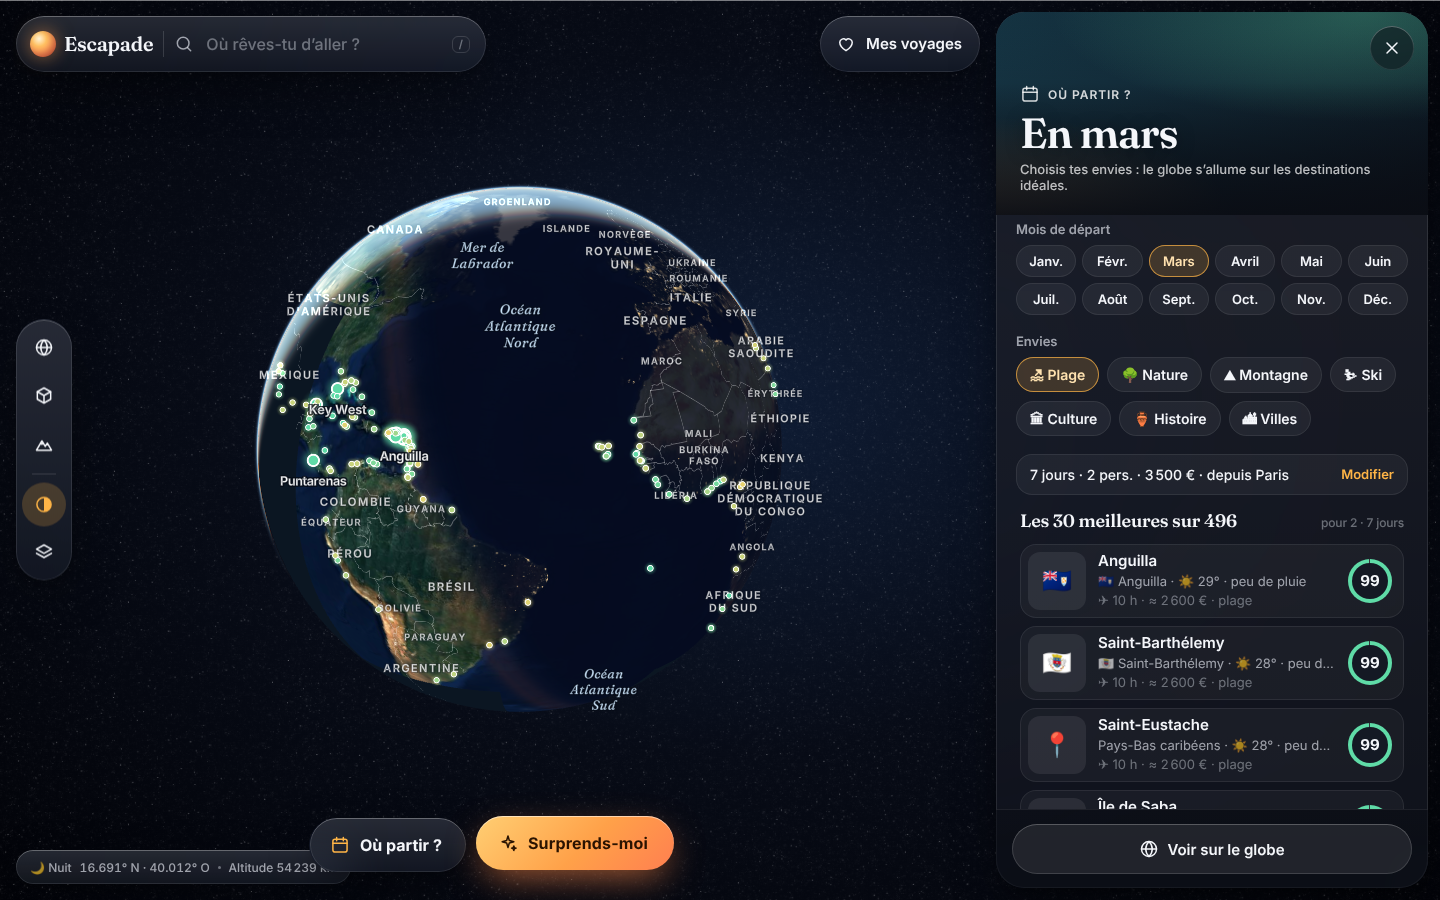 Escapade
Où rêves-tu d’aller ?
/
Mes voyages
OÙ PARTIR ?
En mars
Choisis tes envies : le globe s’allume sur les destinations
idéales.
Mois de départ
Janv.
Févr.
Mars
Avril
Mai
Juin
Juil.
Août
Sept.
Oct.
Nov.
Déc.
Envies
Plage
Nature
Montagne
Ski
Culture
Histoire
Villes
7 jours · 2 pers. · 3 500 € · depuis Paris
Modifier
Les 30 meilleures sur 496
pour 2 · 7 jours
Anguilla
Anguilla · ☀️ 29° · peu de pluie
✈ 10 h · ≈ 2 600 € · plage
99
Saint-Barthélemy
Saint-Barthélemy · ☀️ 28° · peu d…
✈ 10 h · ≈ 2 600 € · plage
99
Saint-Eustache
Pays-Bas caribéens · ☀️ 28° · peu d…
✈ 10 h · ≈ 2 600 € · plage
99
Île de Saba
Voir sur le globe
GROENLAND
CANADA
ISLANDE
NORVÈGE
Mer de
Labrador
ROYAUME-
UNI
UKRAINE
ROUMANIE
ÉTATS-UNIS
D'AMÉRIQUE
ITALIE
Océan
Atlantique
Nord
ESPAGNE
SYRIE
ARABIE
SAOUDITE
MAROC
MEXIQUE
ÉRYTHRÉE
Key West
ÉTHIOPIE
MALI
Anguilla
BURKINA
FASO
KENYA
Puntarenas
RÉPUBLIQUE
DÉMOCRATIQUE
DU CONGO
LIBÉRIA
COLOMBIE
GUYANA
ÉQUATEUR
PÉROU
ANGOLA
BRÉSIL
AFRIQUE
DU SUD
BOLIVIE
PARAGUAY
ARGENTINE
Océan
Atlantique
Sud
Où partir ?
Surprends-moi
Nuit 16.691° N · 40.012° O • Altitude 54 239